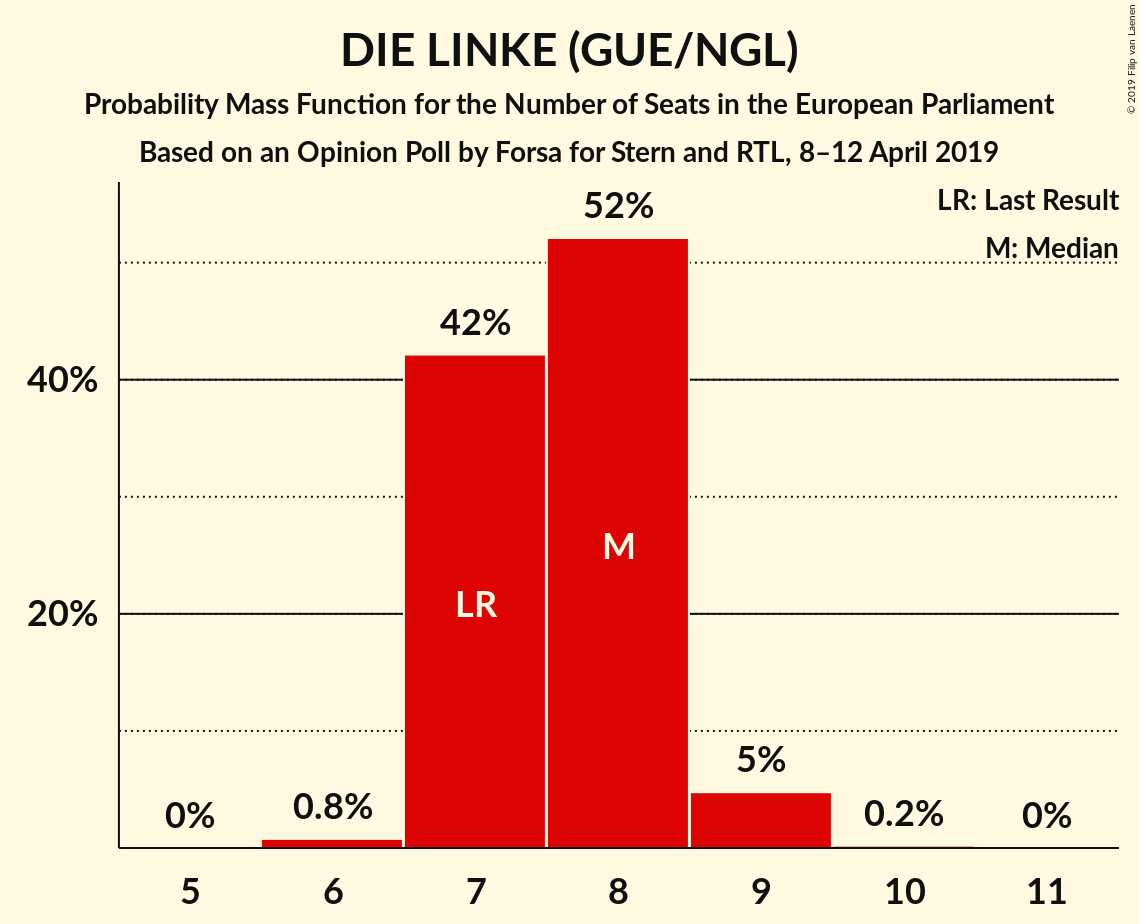 DIE LINKE (GUE/NGL)
Probability Mass Function for the Number of Seats in the European Parliament
Based on an Opinion Poll by Forsa for Stern and RTL, 8–12 April 2019
© 2019 Filip van Laenen
LR: Last Result
M: Median
52%
42%
40%
M
LR
20%
5%
0%
0.8%
0.2%
0%
5
6
7
8
9
10
11